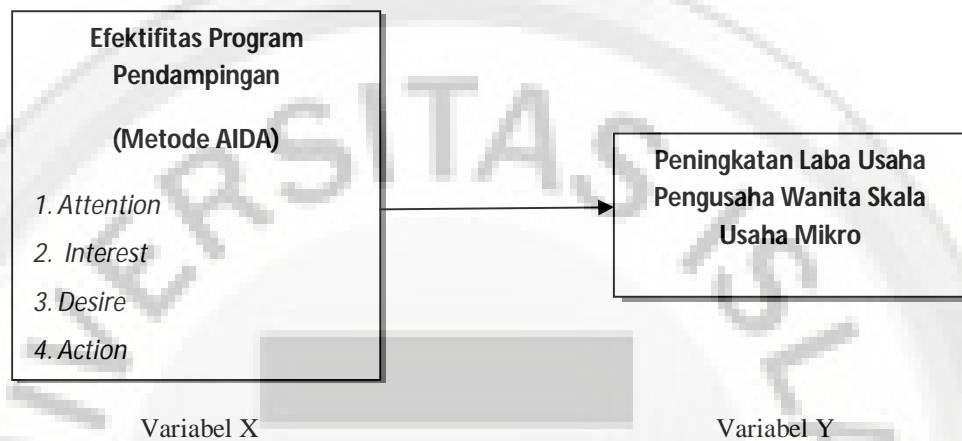 Efektifitas Program
Pendampingan
(Metode AIDA)
1. Attention
2. Interest
3. Desire
4. Action
Peningkatan Laba Usaha
Pengusaha Wanita Skala
Usaha Mikro
Variabel X
Variabel Y